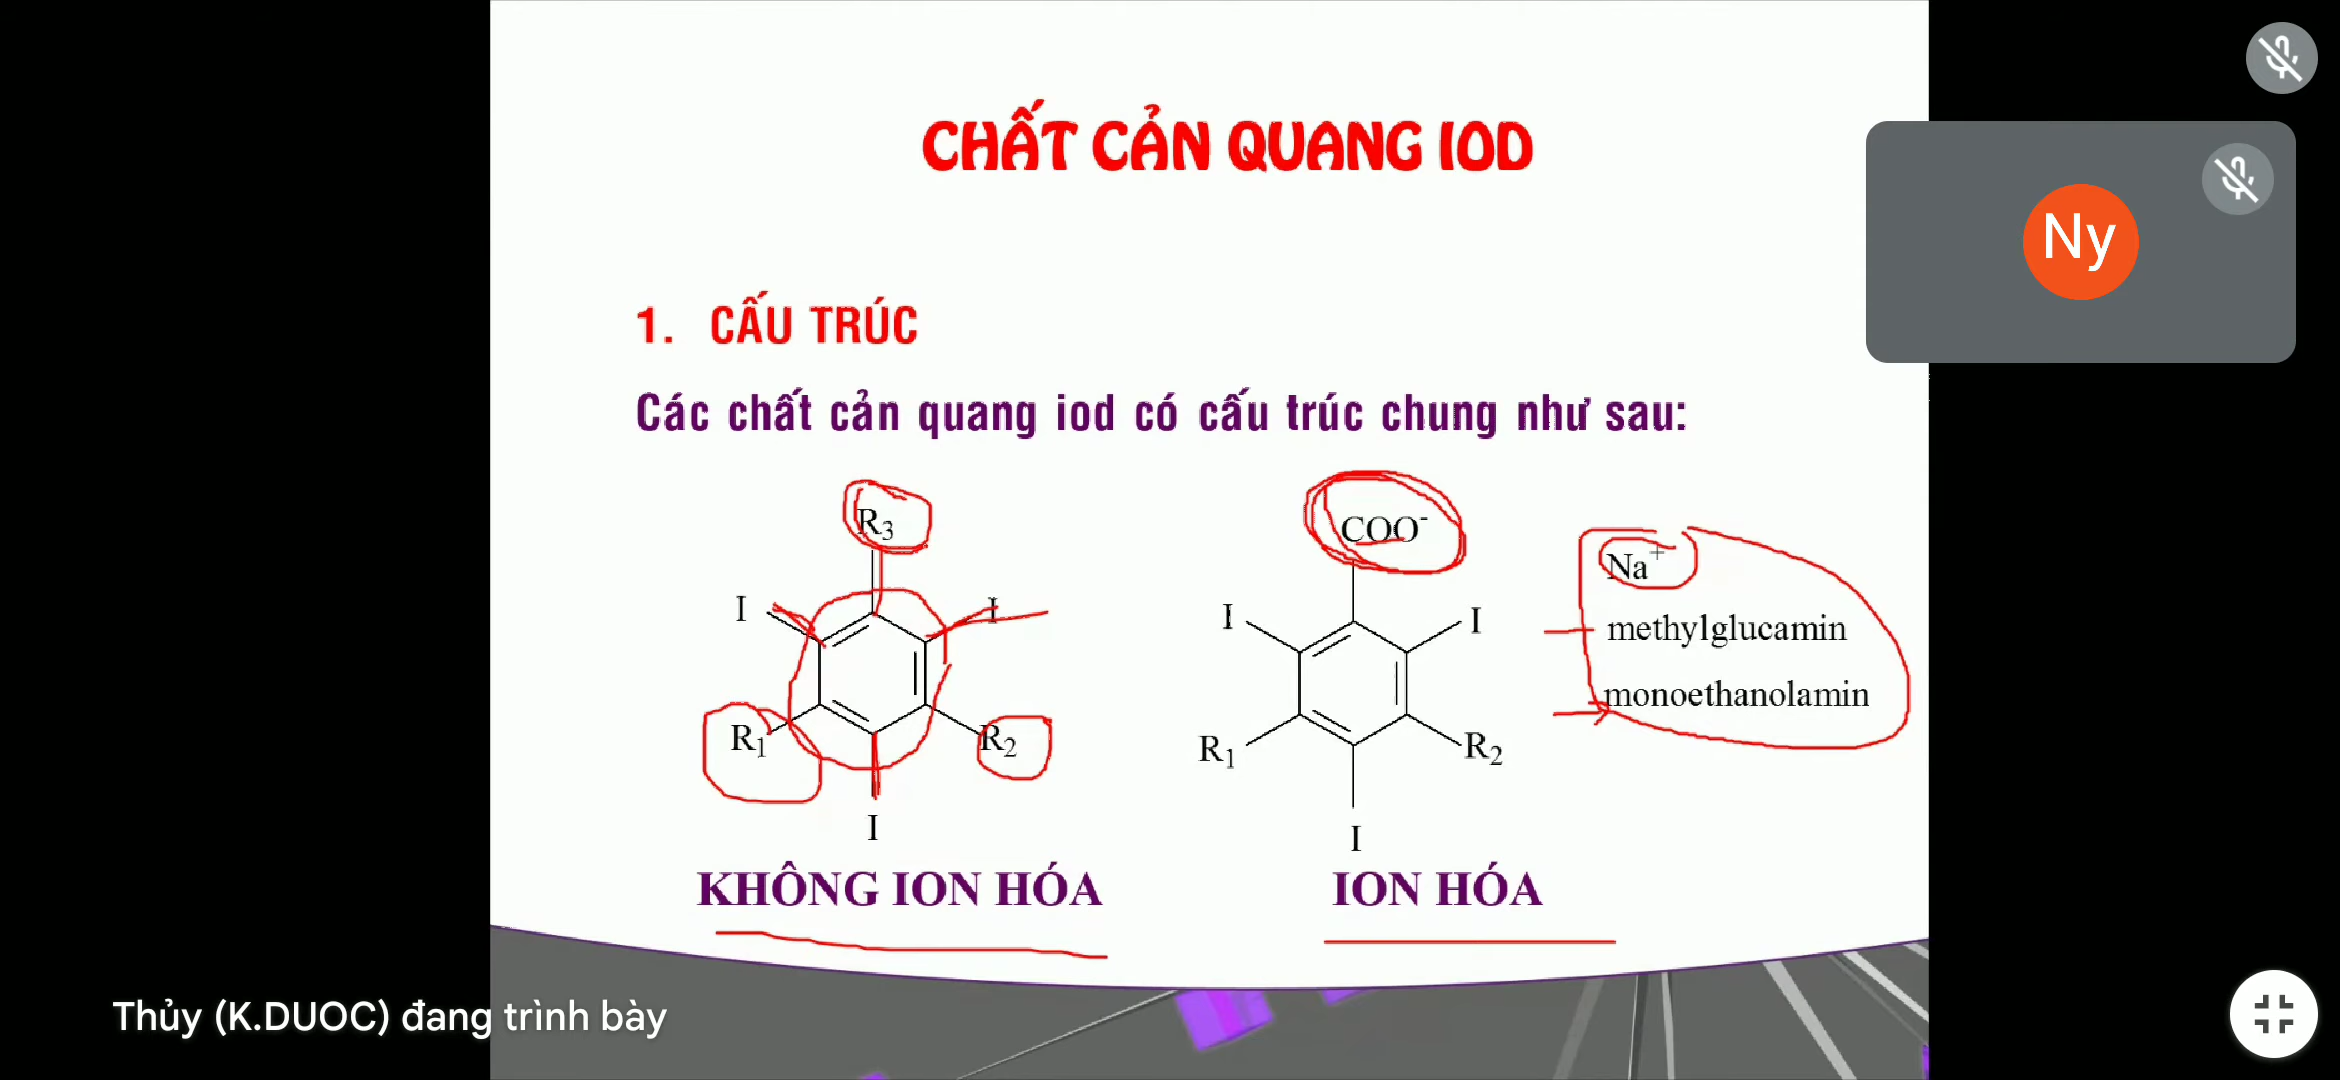 CHẤT CẢN QUANG IOD
Ny
1. CẤU TRÚC
Các chất cản quang iod có cấu trúc chung như sau:
R3
I
I
R1
R2
I
KHÔNG ION HÓA
COO-
I
I
R1
R2
I
ION HÓA
Na+
methylglucamin
monoethanolamin
Thủy (K.DUOC) đang trình bày